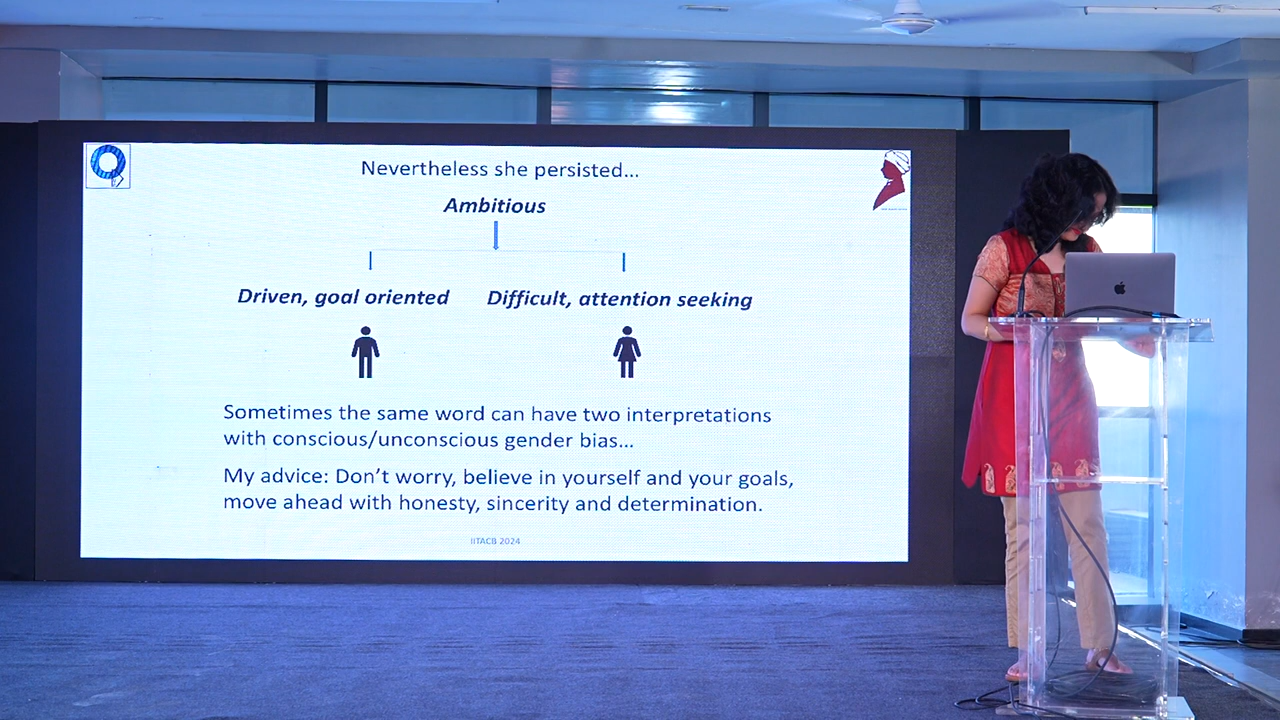 Nevertheless she persisted...
Ambitious
Driven, goal oriented
Difficult, attention seeking
Sometimes the same word can have two interpretations
with conscious/unconscious gender bias...
My advice: Don't worry, believe in yourself and your goals,
move ahead with honesty, sincerity and determination.
IITACB 2024